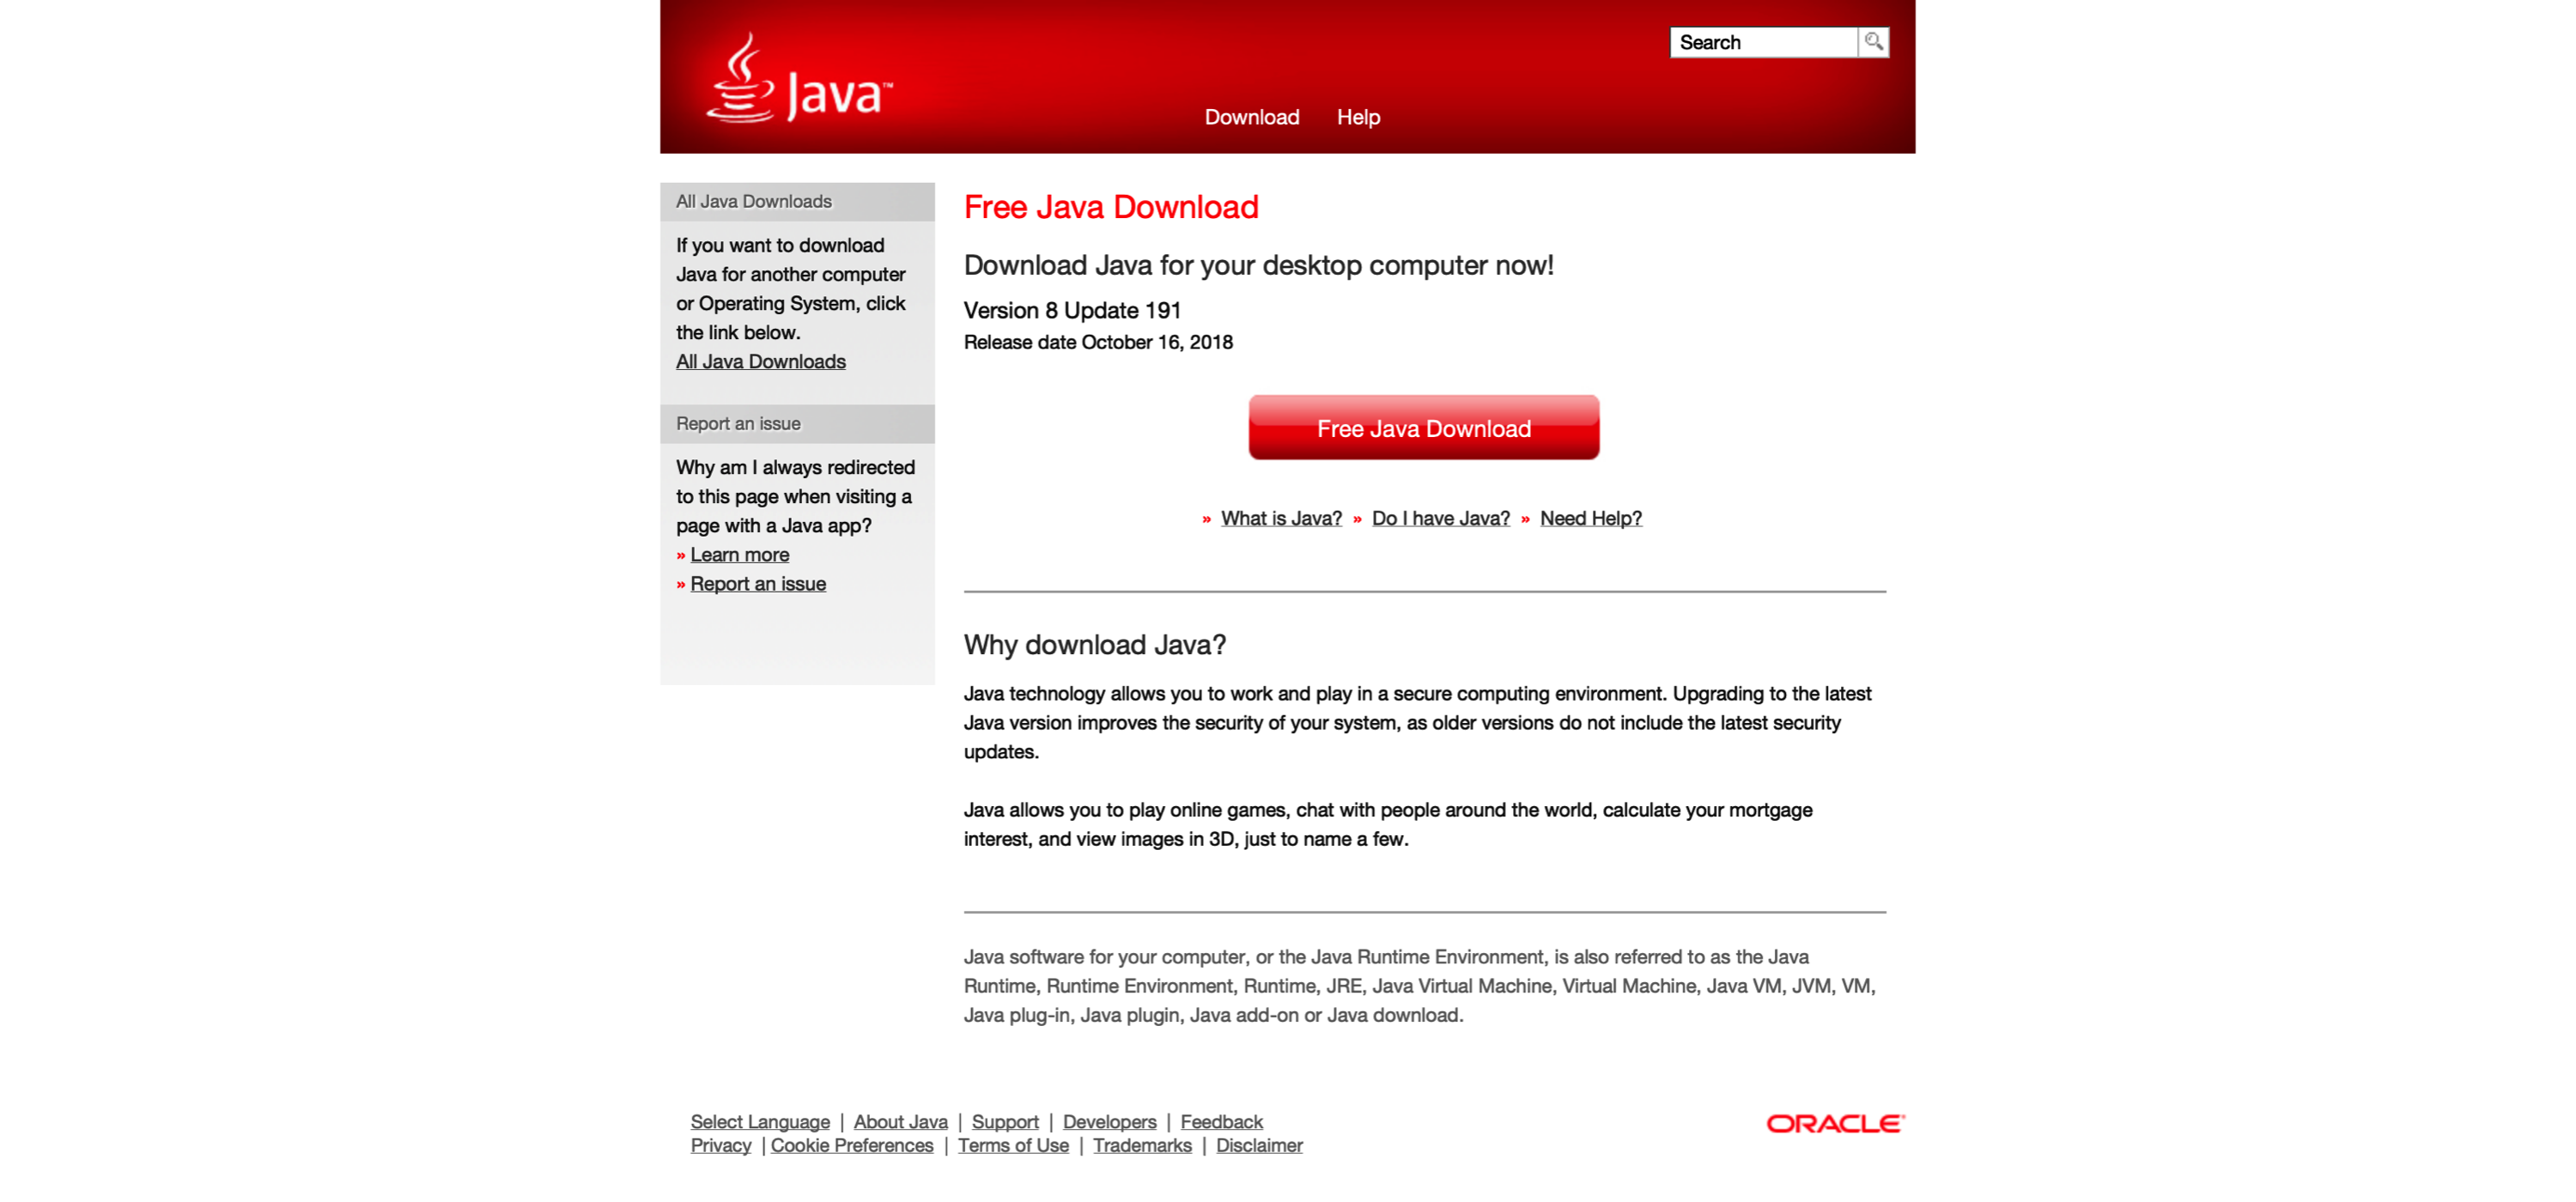 Java™
Search
Download Help
All Java Downloads
If you want to download
Java for another computer
or Operating System, click
the link below.
All Java Downloads
Report an issue
Why am I always redirected
to this page when visiting a
page with a Java app?
» Learn more
» Report an issue
Free Java Download
Download Java for your desktop computer now!
Version 8 Update 191
Release date October 16, 2018
Free Java Download
» What is Java? » Do I have Java? » Need Help?
Why download Java?
Java technology allows you to work and play in a secure computing environment. Upgrading to the latest
Java version improves the security of your system, as older versions do not include the latest security
updates.
Java allows you to play online games, chat with people around the world, calculate your mortgage
interest, and view images in 3D, just to name a few.
Java software for your computer, or the Java Runtime Environment, is also referred to as the Java
Runtime, Runtime Environment, Runtime, JRE, Java Virtual Machine, Virtual Machine, Java VM, JVM, VM,
Java plug-in, Java plugin, Java add-on or Java download.
Select Language | About Java | Support | Developers | Feedback
Privacy | Cookie Preferences | Terms of Use | Trademarks | Disclaimer
ORACLE®